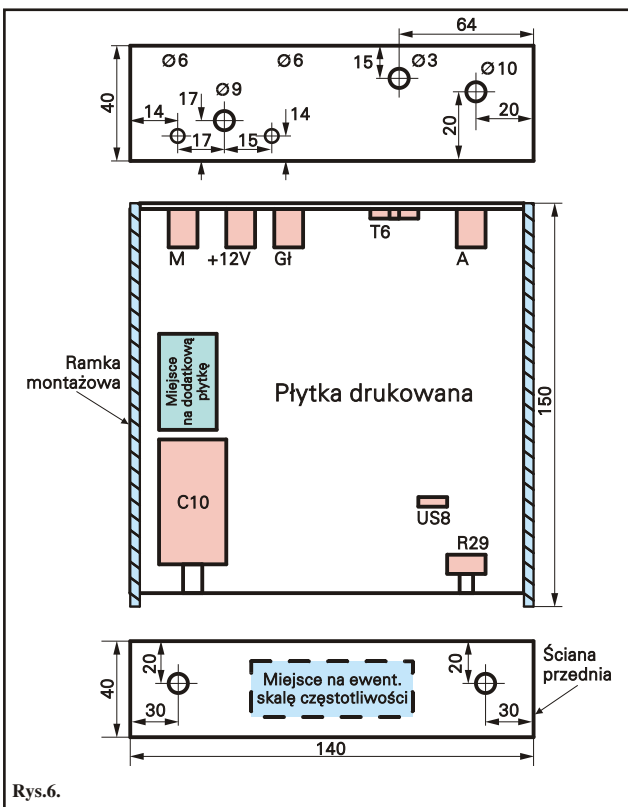 64
40
Ø6
Ø6
15
Ø3
Ø9
Ø10
17
14
14
17
15
20
20
M
+12V
Gł
T6
A
Ramka
montażowa
Miejsce
na dodatkową
płytkę
Płytka drukowana
150
C10
US8
R29
40
20
30
Miejsce na ewent.
skalę częstotliwości
20
30
Ściana
przednia
140
Rys.6.